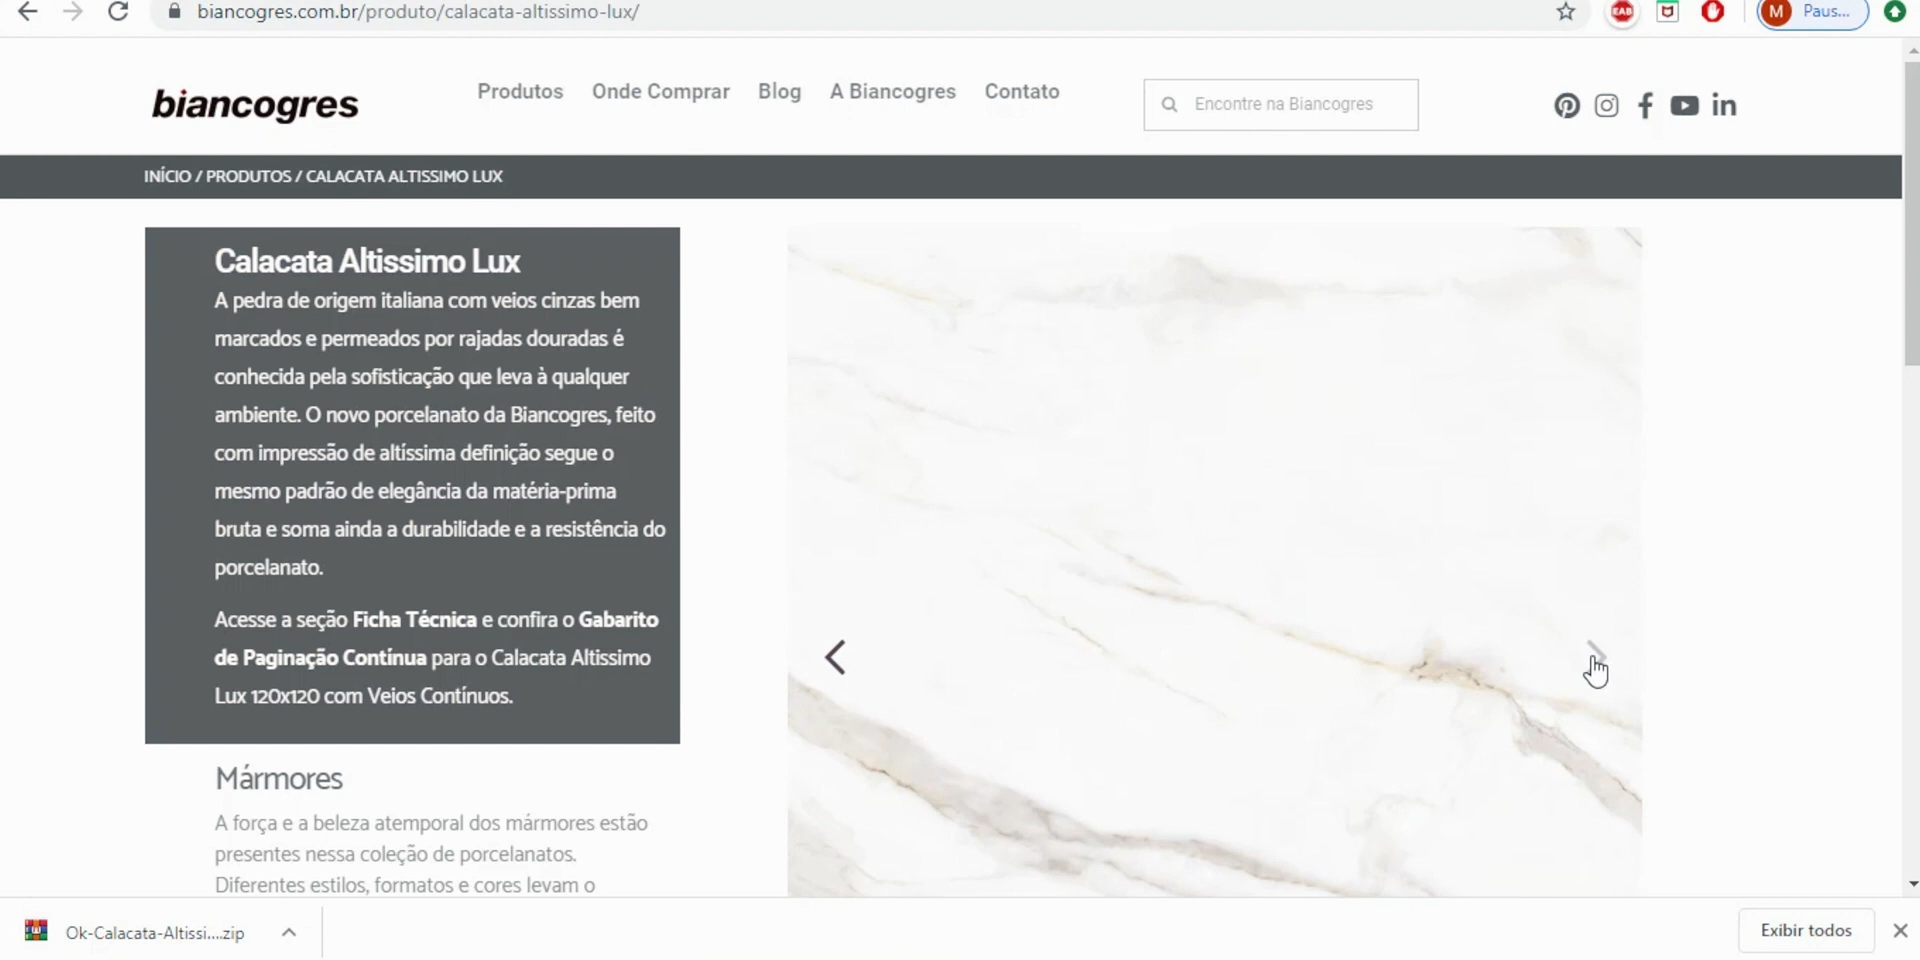 biancogres.com.br/produto/calacata-altissimo-lux/
EAB
M
Paus...
biancogres
Produtos
Onde Comprar
Blog
A Biancogres
Contato
Encontre na Biancogres
INÍCIO / PRODUTOS / CALACATA ALTISSIMO LUX
Calacata Altissimo Lux
A pedra de origem italiana com veios cinzas bem
marcados e permeados por rajadas douradas é
conhecida pela sofisticação que leva à qualquer
ambiente. O novo porcelanato da Biancogres, feito
com impressão de altíssima definição segue o
mesmo padrão de elegância da matéria-prima
bruta e soma ainda a durabilidade e a resistência do
porcelanato.
Acesse a seção Ficha Técnica e confira o Gabarito
de Paginação Contínua para o Calacata Altissimo
Lux 120x120 com Veios Contínuos.
Mármores
A força e a beleza atemporal dos mármores estão
presentes nessa coleção de porcelanatos.
Diferentes estilos, formatos e cores levam o
Ok-Calacata-Altissi....zip
Exibir todos